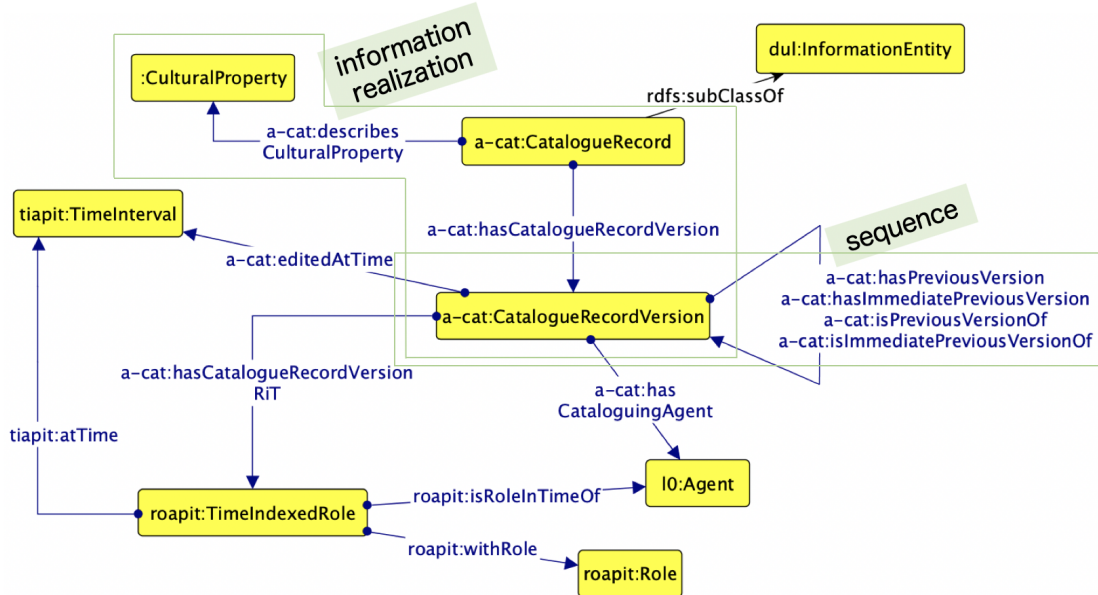 information
realization
dul:InformationEntity
:CulturalProperty
rdfs:subClassOf
a-cat:describes
CulturalProperty
a-cat:CatalogueRecord
tiapit:TimeInterval
sequence
a-cat:hasCatalogueRecordVersion
a-cat:editedAtTime
a-cat:hasPreviousVersion
a-cat:hasImmediatePreviousVersion
a-cat:isPreviousVersionOf
a-cat:isImmediatePreviousVersionOf
a-cat:CatalogueRecordVersion
a-cat:hasCatalogueRecordVersion
RiT
a-cat:has
CataloguingAgent
tiapit:atTime
l0:Agent
roapit:isRoleInTimeOf
roapit:TimeIndexedRole
roapit:withRole
roapit:Role